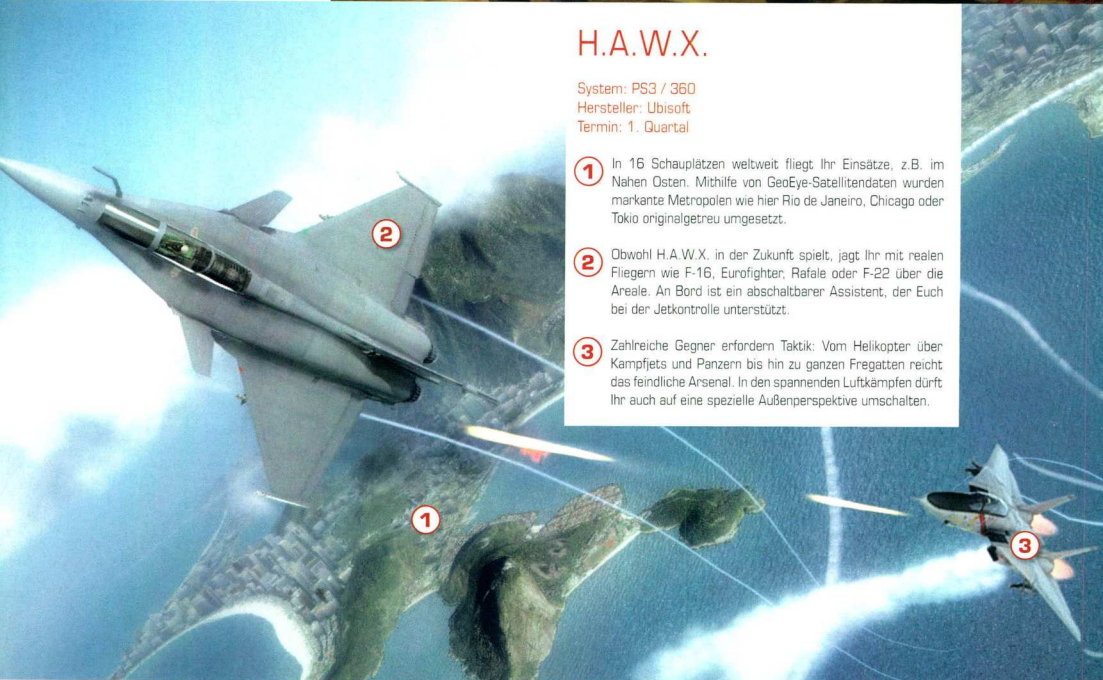 H.A.W.X.
System: PS3 / 360
Hersteller: Ubisoft
Termin: 1. Quartal
1 In 16 Schauplätzen weltweit fliegt Ihr Einsätze, z.B. im
Nahen Osten. Mithilfe von GeoEye-Satellitendaten wurden
markante Metropolen wie hier Rio de Janeiro, Chicago oder
Tokio originalgetreu umgesetzt.
2 Obwohl H.A.W.X. in der Zukunft spielt, jagt Ihr mit realen
Fliegern wie F-16, Eurofighter, Rafale oder F-22 über die
Areale. An Bord ist ein abschaltbarer Assistent, der Euch
bei der Jetkontrolle unterstützt.
3 Zahlreiche Gegner erfordern Taktik: Vom Helikopter über
Kampfjets und Panzern bis hin zu ganzen Fregatten reicht
das feindliche Arsenal. In den spannenden Luftkämpfen dürft
Ihr auch auf eine spezielle Außenperspektive umschalten.
2
1
3